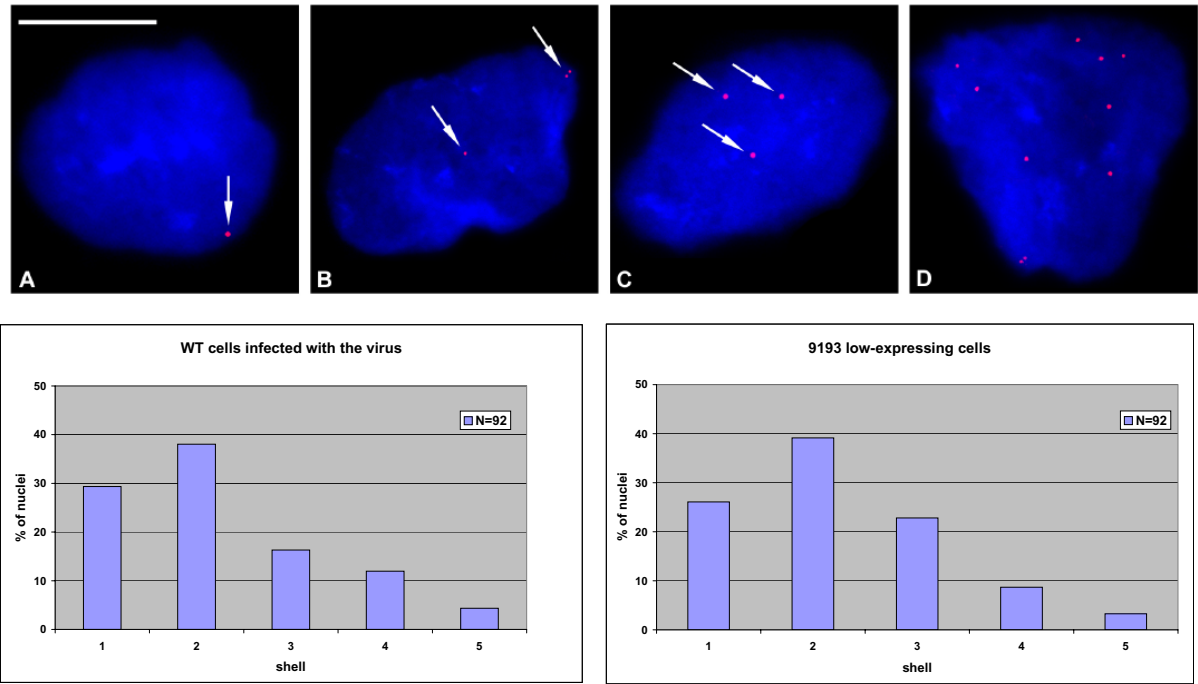 A
B
C
D
WT cells infected with the virus
% of nuclei
50
40
30
20
10
0
N=92
1 2 3 4 5
shell
9193 low-expressing cells
% of nuclei
50
40
30
20
10
0
N=92
1 2 3 4 5
shell